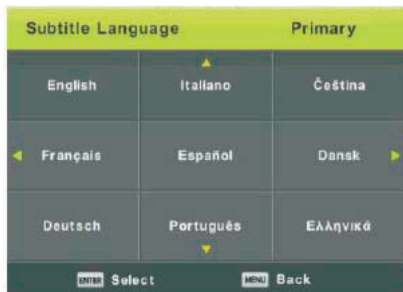 Subtitle Language Primary
English Italiano Čeština
Français Español Dansk
Deutsch Português Ελληνικά
ENTER Select MENU Back